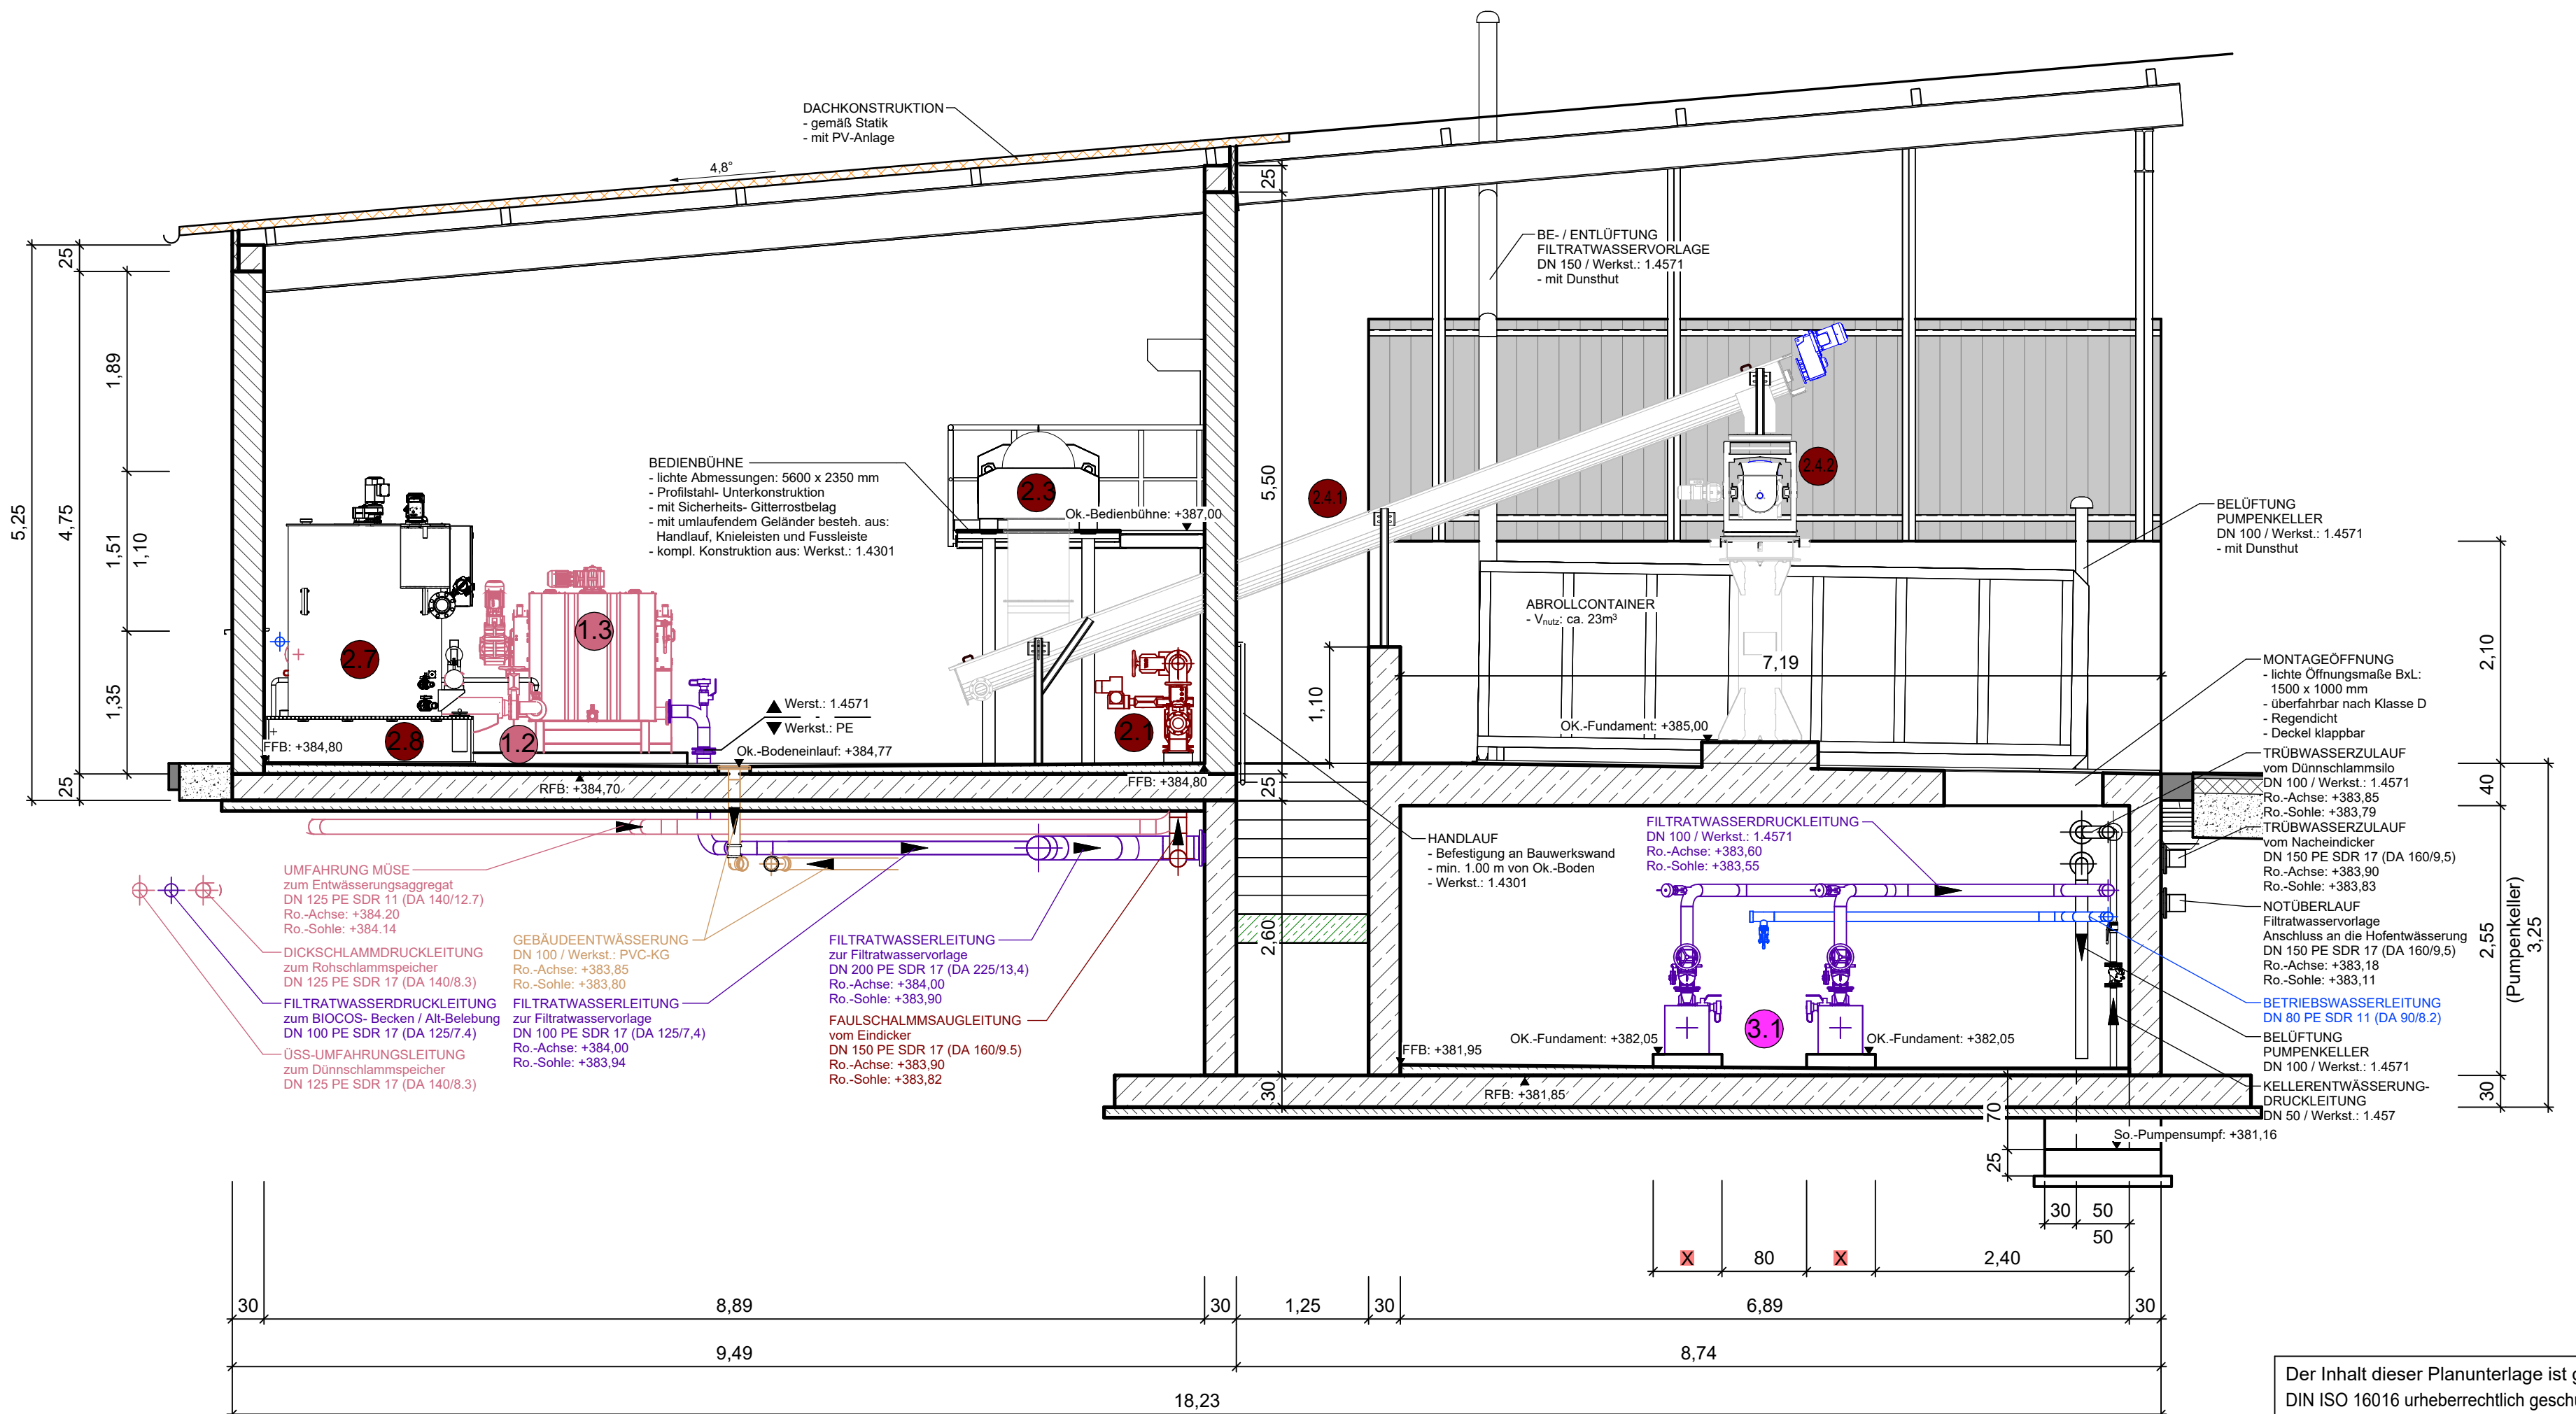 DACHKONSTRUKTION
- gemäß Statik
- mit PV-Anlage
4,8°
25
25
BE- / ENTLÜFTUNG
FILTRATWASSERVORLAGE
DN 150 / Werkst.: 1.4571
- mit Dunsthut
5,25
4,75
1,89
1,51
1,10
1,35
25
BEDIENBÜHNE
- lichte Abmessungen: 5600 x 2350 mm
- Profilstahl- Unterkonstruktion
- mit Sicherheits- Gitterrostbelag
- mit umlaufendem Geländer besteh. aus:
Handlauf, Knieleisten und Fussleiste
- kompl. Konstruktion aus: Werkst.: 1.4301
2.3
Ok.-Bedienbühne: +387,00
5,50
2.4.1
2.4.2
BELÜFTUNG
PUMPENKELLER
DN 100 / Werkst.: 1.4571
- mit Dunsthut
ABROLLCONTAINER
- Vnutz: ca. 23m³
7,19
2,10
1.3
2.7
2.8
1.2
2.1
1,10
Werst.: 1.4571
-
Werkst.: PE
Ok.-Bodeneinlauf: +384,77
FFB: +384,80
RFB: +384,70
FFB: +384,80
25
OK.-Fundament: +385,00
MONTAGEÖFFNUNG
- lichte Öffnungsmaße BxL:
1500 x 1000 mm
- überfahrbar nach Klasse D
- Regendicht
- Deckel klappbar
TRÜBWASSERZULAUF
vom Dünnschlammsilo
DN 100 / Werkst.: 1.4571
Ro.-Achse: +383,85
Ro.-Sohle: +383,79
TRÜBWASSERZULAUF
vom Nacheindicker
DN 150 PE SDR 17 (DA 160/9,5)
Ro.-Achse: +383,90
Ro.-Sohle: +383,83
NOTÜBERLAUF
Filtratwasservorlage
Anschluss an die Hofentwässerung
DN 150 PE SDR 17 (DA 160/9,5)
Ro.-Achse: +383,18
Ro.-Sohle: +383,11
BETRIEBSWASSERLEITUNG
DN 80 PE SDR 11 (DA 90/8.2)
BELÜFTUNG
PUMPENKELLER
DN 100 / Werkst.: 1.4571
KELLERENTWÄSSERUNG-
DRUCKLEITUNG
DN 50 / Werkst.: 1.457
40
2,55
(Pumpenkeller)
3,25
30
HANDLAUF
- Befestigung an Bauwerkswand
- min. 1.00 m von Ok.-Boden
- Werkst.: 1.4301
FILTRATWASSERDRUCKLEITUNG
DN 100 / Werkst.: 1.4571
Ro.-Achse: +383,60
Ro.-Sohle: +383,55
UMFAHRUNG MÜSE
zum Entwässerungsaggregat
DN 125 PE SDR 11 (DA 140/12.7)
Ro.-Achse: +384.20
Ro.-Sohle: +384.14
DICKSCHLAMMDRUCKLEITUNG
zum Rohschlammspeicher
DN 125 PE SDR 17 (DA 140/8.3)
FILTRATWASSERDRUCKLEITUNG
zum BIOCOS- Becken / Alt-Belebung
DN 100 PE SDR 17 (DA 125/7.4)
ÜSS-UMFAHRUNGSLEITUNG
zum Dünnschlammspeicher
DN 125 PE SDR 17 (DA 140/8.3)
GEBÄUDEENTWÄSSERUNG
DN 100 / Werkst.: PVC-KG
Ro.-Achse: +383,85
Ro.-Sohle: +383,80
FILTRATWASSERLEITUNG
zur Filtratwasservorlage
DN 100 PE SDR 17 (DA 125/7,4)
Ro.-Achse: +384,00
Ro.-Sohle: +383,94
FILTRATWASSERLEITUNG
zur Filtratwasservorlage
DN 200 PE SDR 17 (DA 225/13,4)
Ro.-Achse: +384,00
Ro.-Sohle: +383,90
FAULSCHALMMSAUGLEITUNG
vom Eindicker
DN 150 PE SDR 17 (DA 160/9.5)
Ro.-Achse: +383,90
Ro.-Sohle: +383,82
2,60
30
FFB: +381,95
OK.-Fundament: +382,05
3.1
OK.-Fundament: +382,05
RFB: +381,85
70
25
So.-Pumpensumpf: +381,16
30 50
50
X 80 X 2,40
30 8,89 30 1,25 30 6,89 30
9,49 8,74
18,23
Der Inhalt dieser Planunterlage ist
DIN ISO 16016 urheberrechtlich